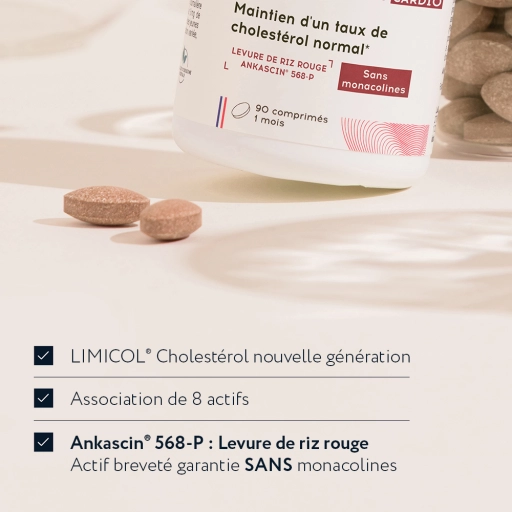 CARDIO
Maintien d'un taux de
cholestérol normal*
LEVURE DE RIZ ROUGE
ANKASCIN® 568-P
Sans
monacolines
90 comprimés
1 mois
LIMICOL® Cholestérol nouvelle génération
Association de 8 actifs
Ankascin® 568-P : Levure de riz rouge
Actif breveté garantie SANS monacolines